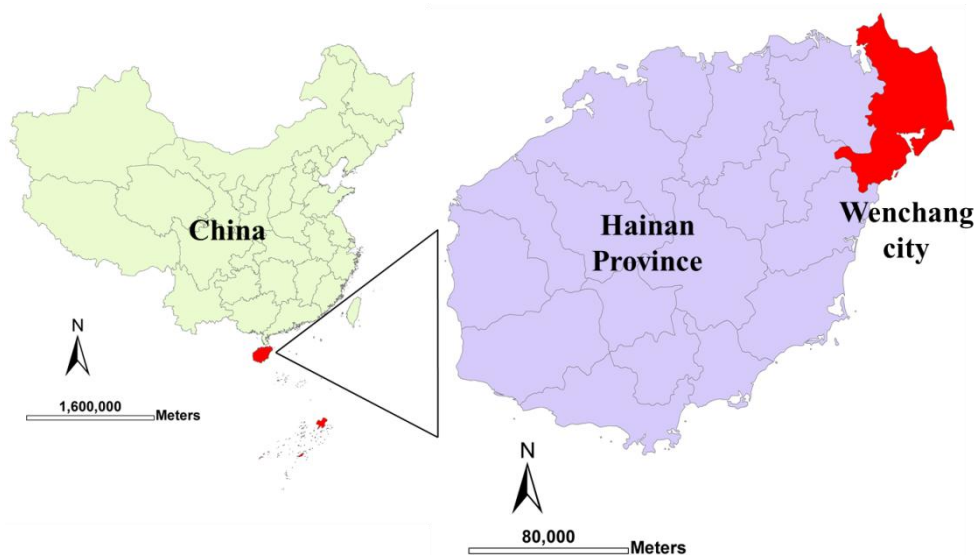 China
N
1,600,000
Meters
Hainan
Province
Wenchang
city
N
80,000
Meters